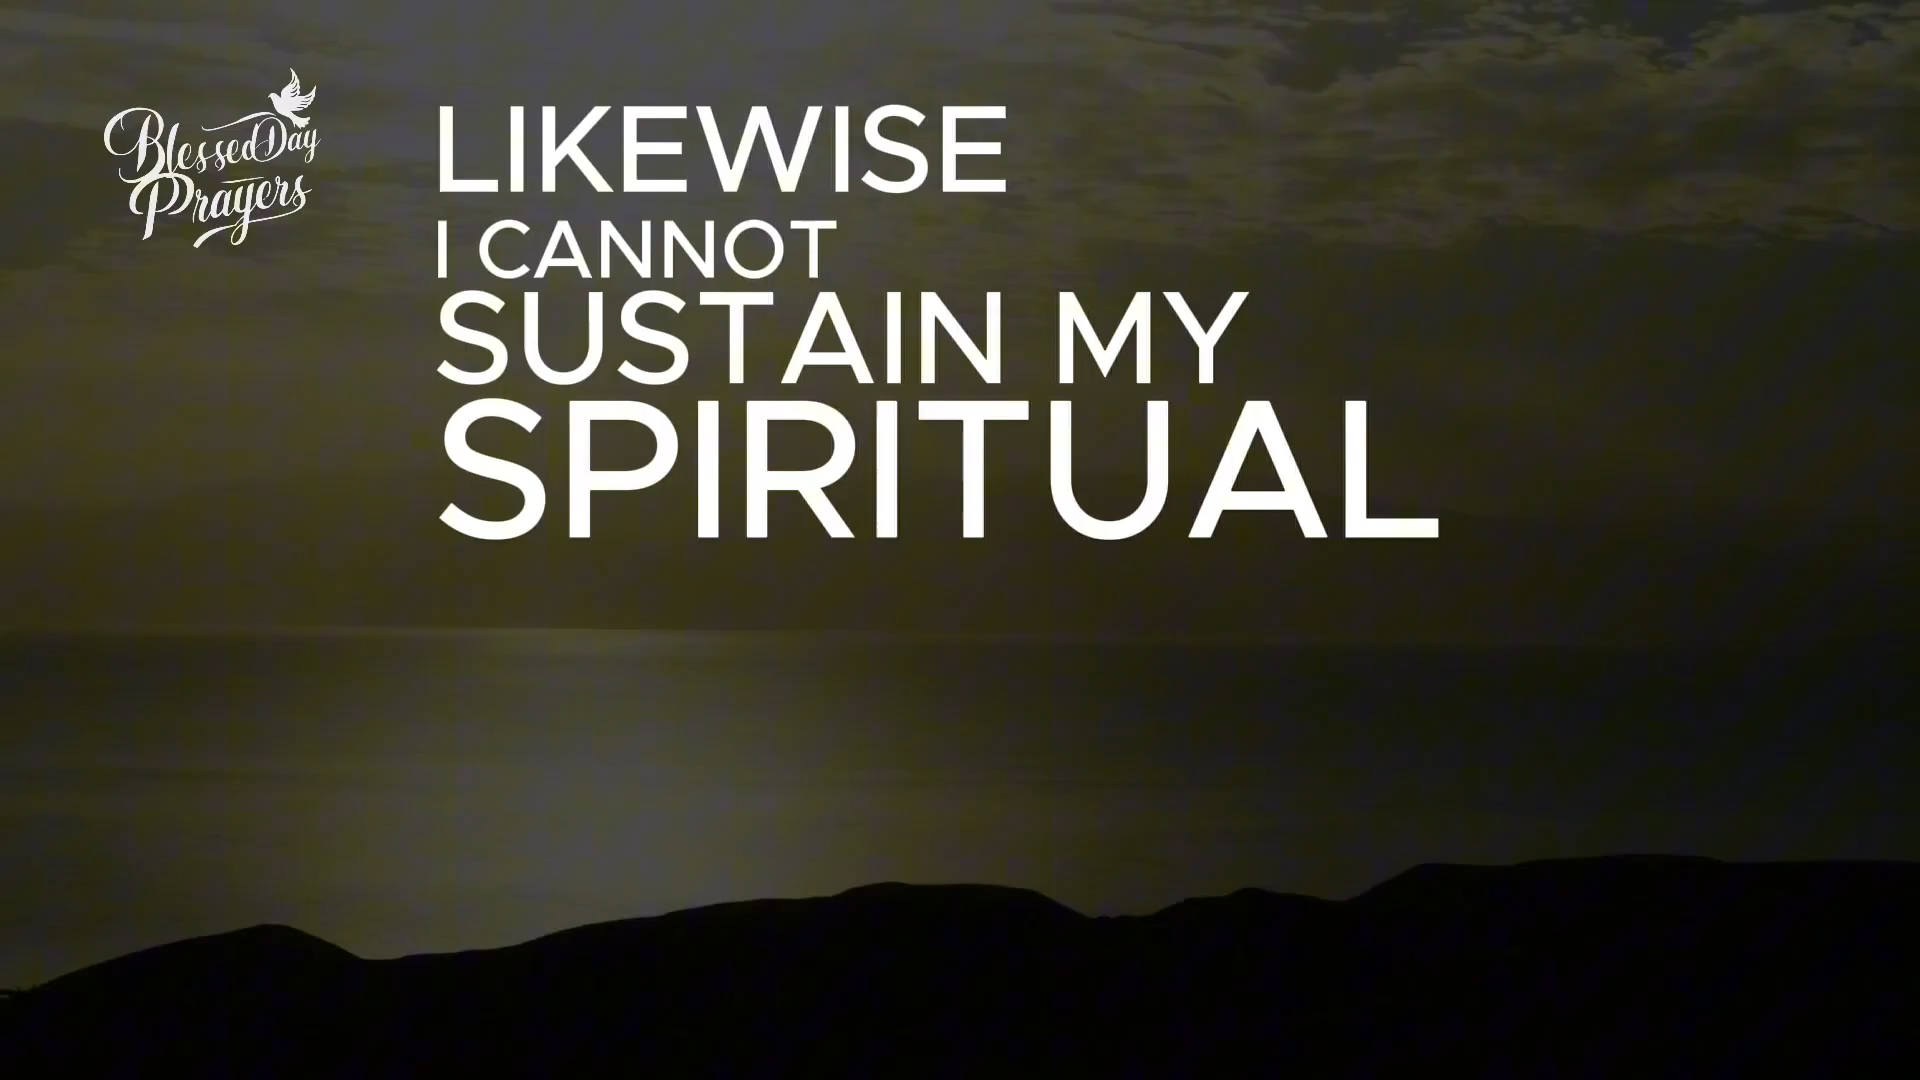 Blessed Day
Prayers
LIKEWISE
I CANNOT
SUSTAIN MY
SPIRITUAL